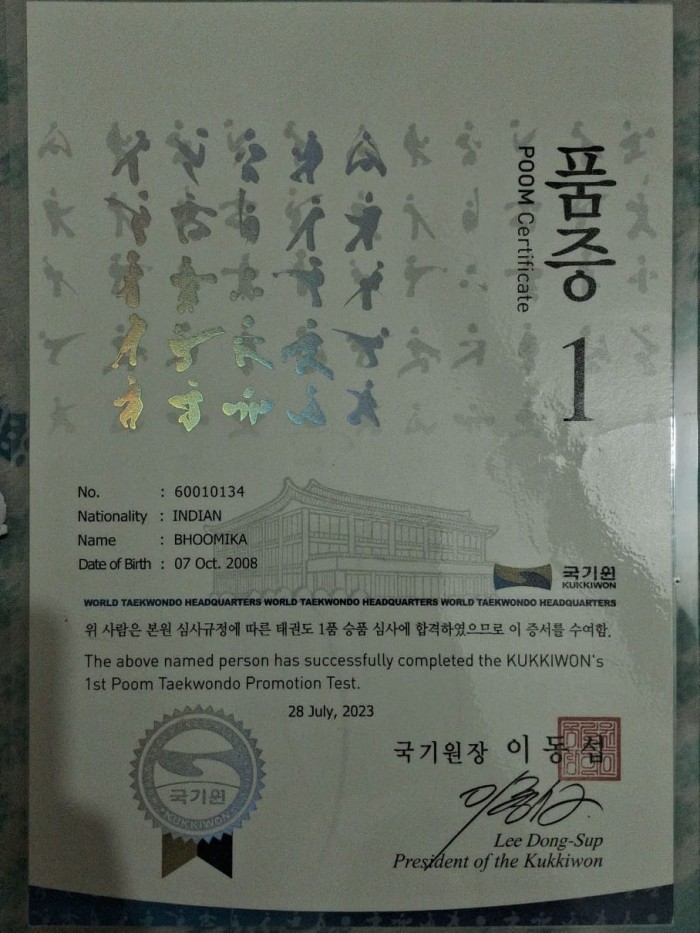 품증 1
POOM Certificate
No. : 60010134
Nationality : INDIAN
Name : BHOOMIKA
Date of Birth : 07 Oct. 2008
국기원
KUKKIWON
WORLD TAEKWONDO HEADQUARTERS WORLD TAEKWONDO HEADQUARTERS WORLD TAEKWONDO HEADQUARTERS
위 사람은 본원 심사규정에 따른 태권도 1품 승품 심사에 합격하였으므로 이 증서를 수여함.
The above named person has successfully completed the KUKKIWON's
1st Poom Taekwondo Promotion Test.
28 July, 2023
국기원장 이동섭
국기원
KUKKIWON
Lee Dong-Sup
President of the Kukkiwon